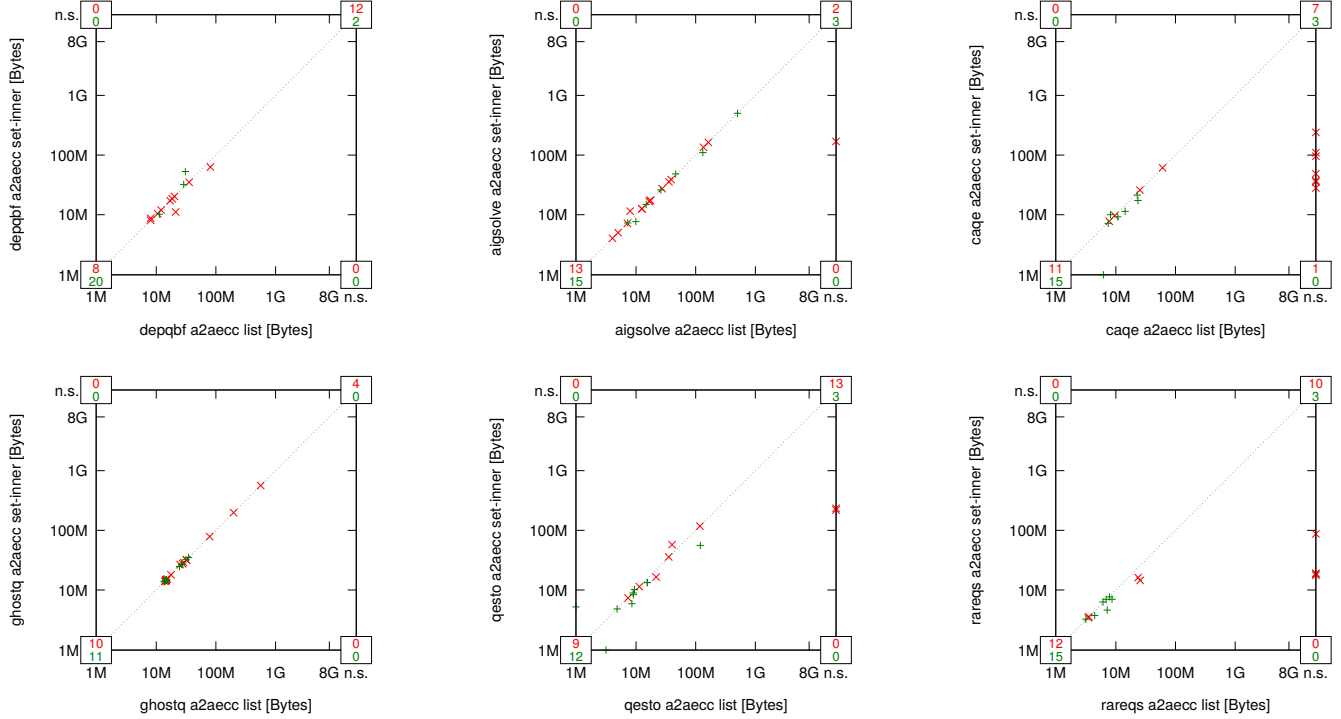 n.s.
0
0
12
2
8G
1G
100M
10M
1M
8
20
0
0
1M 10M 100M 1G 8G n.s.
depqbf a2aecc set-inner [Bytes]
depqbf a2aecc list [Bytes]
n.s.
0
0
2
3
8G
1G
100M
10M
1M
13
15
0
0
1M 10M 100M 1G 8G n.s.
aigsolve a2aecc set-inner [Bytes]
aigsolve a2aecc list [Bytes]
n.s.
0
0
7
3
8G
1G
100M
10M
1M
11
15
1
0
1M 10M 100M 1G 8G n.s.
caqe a2aecc set-inner [Bytes]
caqe a2aecc list [Bytes]
n.s.
0
0
4
0
8G
1G
100M
10M
1M
10
11
0
0
1M 10M 100M 1G 8G n.s.
ghostq a2aecc set-inner [Bytes]
ghostq a2aecc list [Bytes]
n.s.
0
0
13
3
8G
1G
100M
10M
1M
9
12
0
0
1M 10M 100M 1G 8G n.s.
qesto a2aecc set-inner [Bytes]
qesto a2aecc list [Bytes]
n.s.
0
0
10
3
8G
1G
100M
10M
1M
12
15
0
0
1M 10M 100M 1G 8G n.s.
rareqs a2aecc set-inner [Bytes]
rareqs a2aecc list [Bytes]